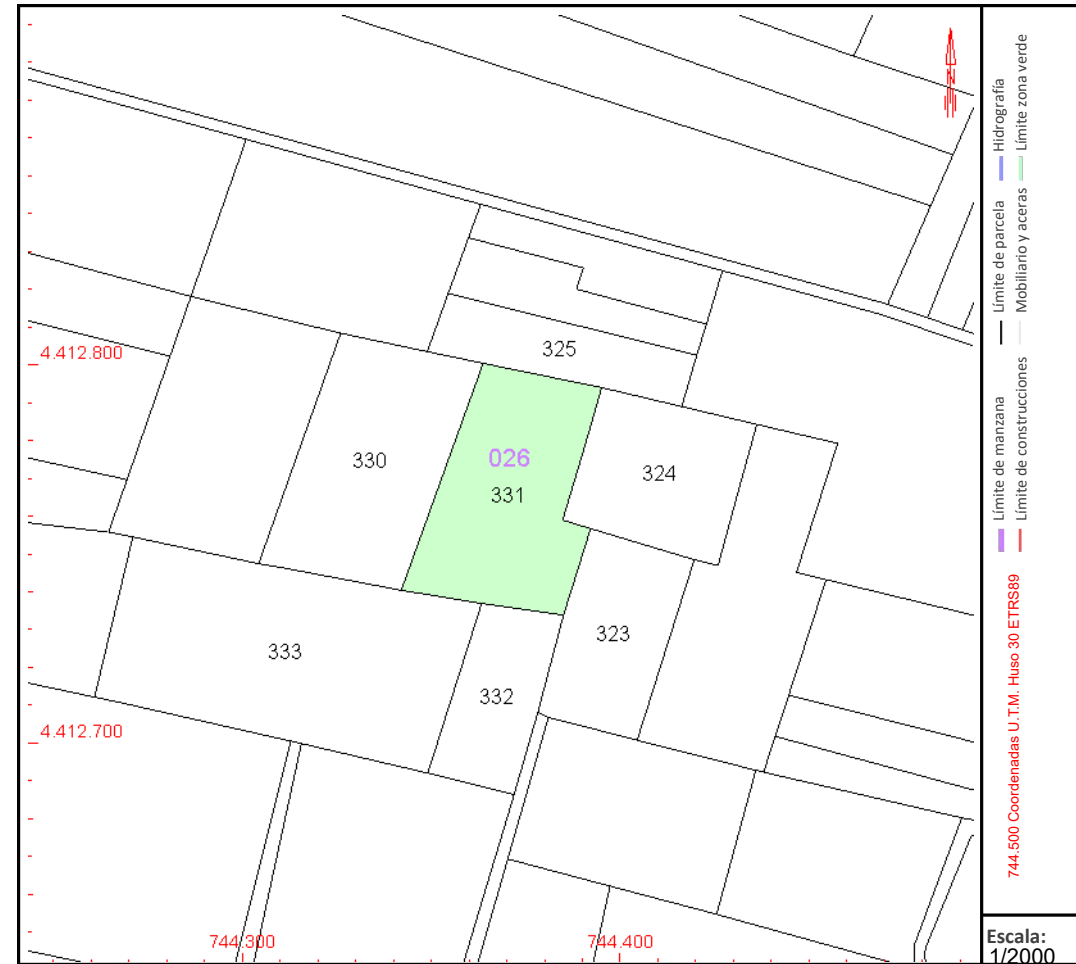 N
325
4.412.800
026
330
324
331
323
333
332
4.412.700
744.300
744.400
Límite de manzana
Límite de parcela
Hidrografía
Límite de construcciones
Mobiliario y aceras
Límite zona verde
744.500 Coordenadas U.T.M. Huso 30 ETRS89
Escala:
1/2000